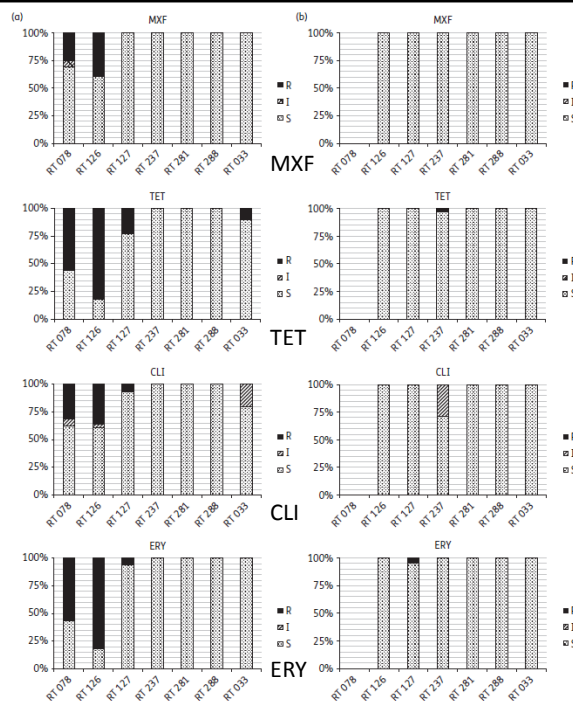 (a)
MXF
100%
75%
50%
25%
0%
R
I
S
RT 078
RT 126
RT 127
RT 237
RT 281
RT 288
RT 033
(b)
MXF
100%
75%
50%
25%
0%
R
I
S
RT 078
RT 126
RT 127
RT 237
RT 281
RT 288
RT 033
MXF
TET
100%
75%
50%
25%
0%
R
I
S
RT 078
RT 126
RT 127
RT 237
RT 281
RT 288
RT 033
TET
100%
75%
50%
25%
0%
R
I
S
RT 078
RT 126
RT 127
RT 237
RT 281
RT 288
RT 033
TET
CLI
100%
75%
50%
25%
0%
R
I
S
RT 078
RT 126
RT 127
RT 237
RT 281
RT 288
RT 033
CLI
100%
75%
50%
25%
0%
R
I
S
RT 078
RT 126
RT 127
RT 237
RT 281
RT 288
RT 033
CLI
ERY
100%
75%
50%
25%
0%
R
I
S
RT 078
RT 126
RT 127
RT 237
RT 281
RT 288
RT 033
ERY
100%
75%
50%
25%
0%
R
I
S
RT 078
RT 126
RT 127
RT 237
RT 281
RT 288
RT 033
ERY